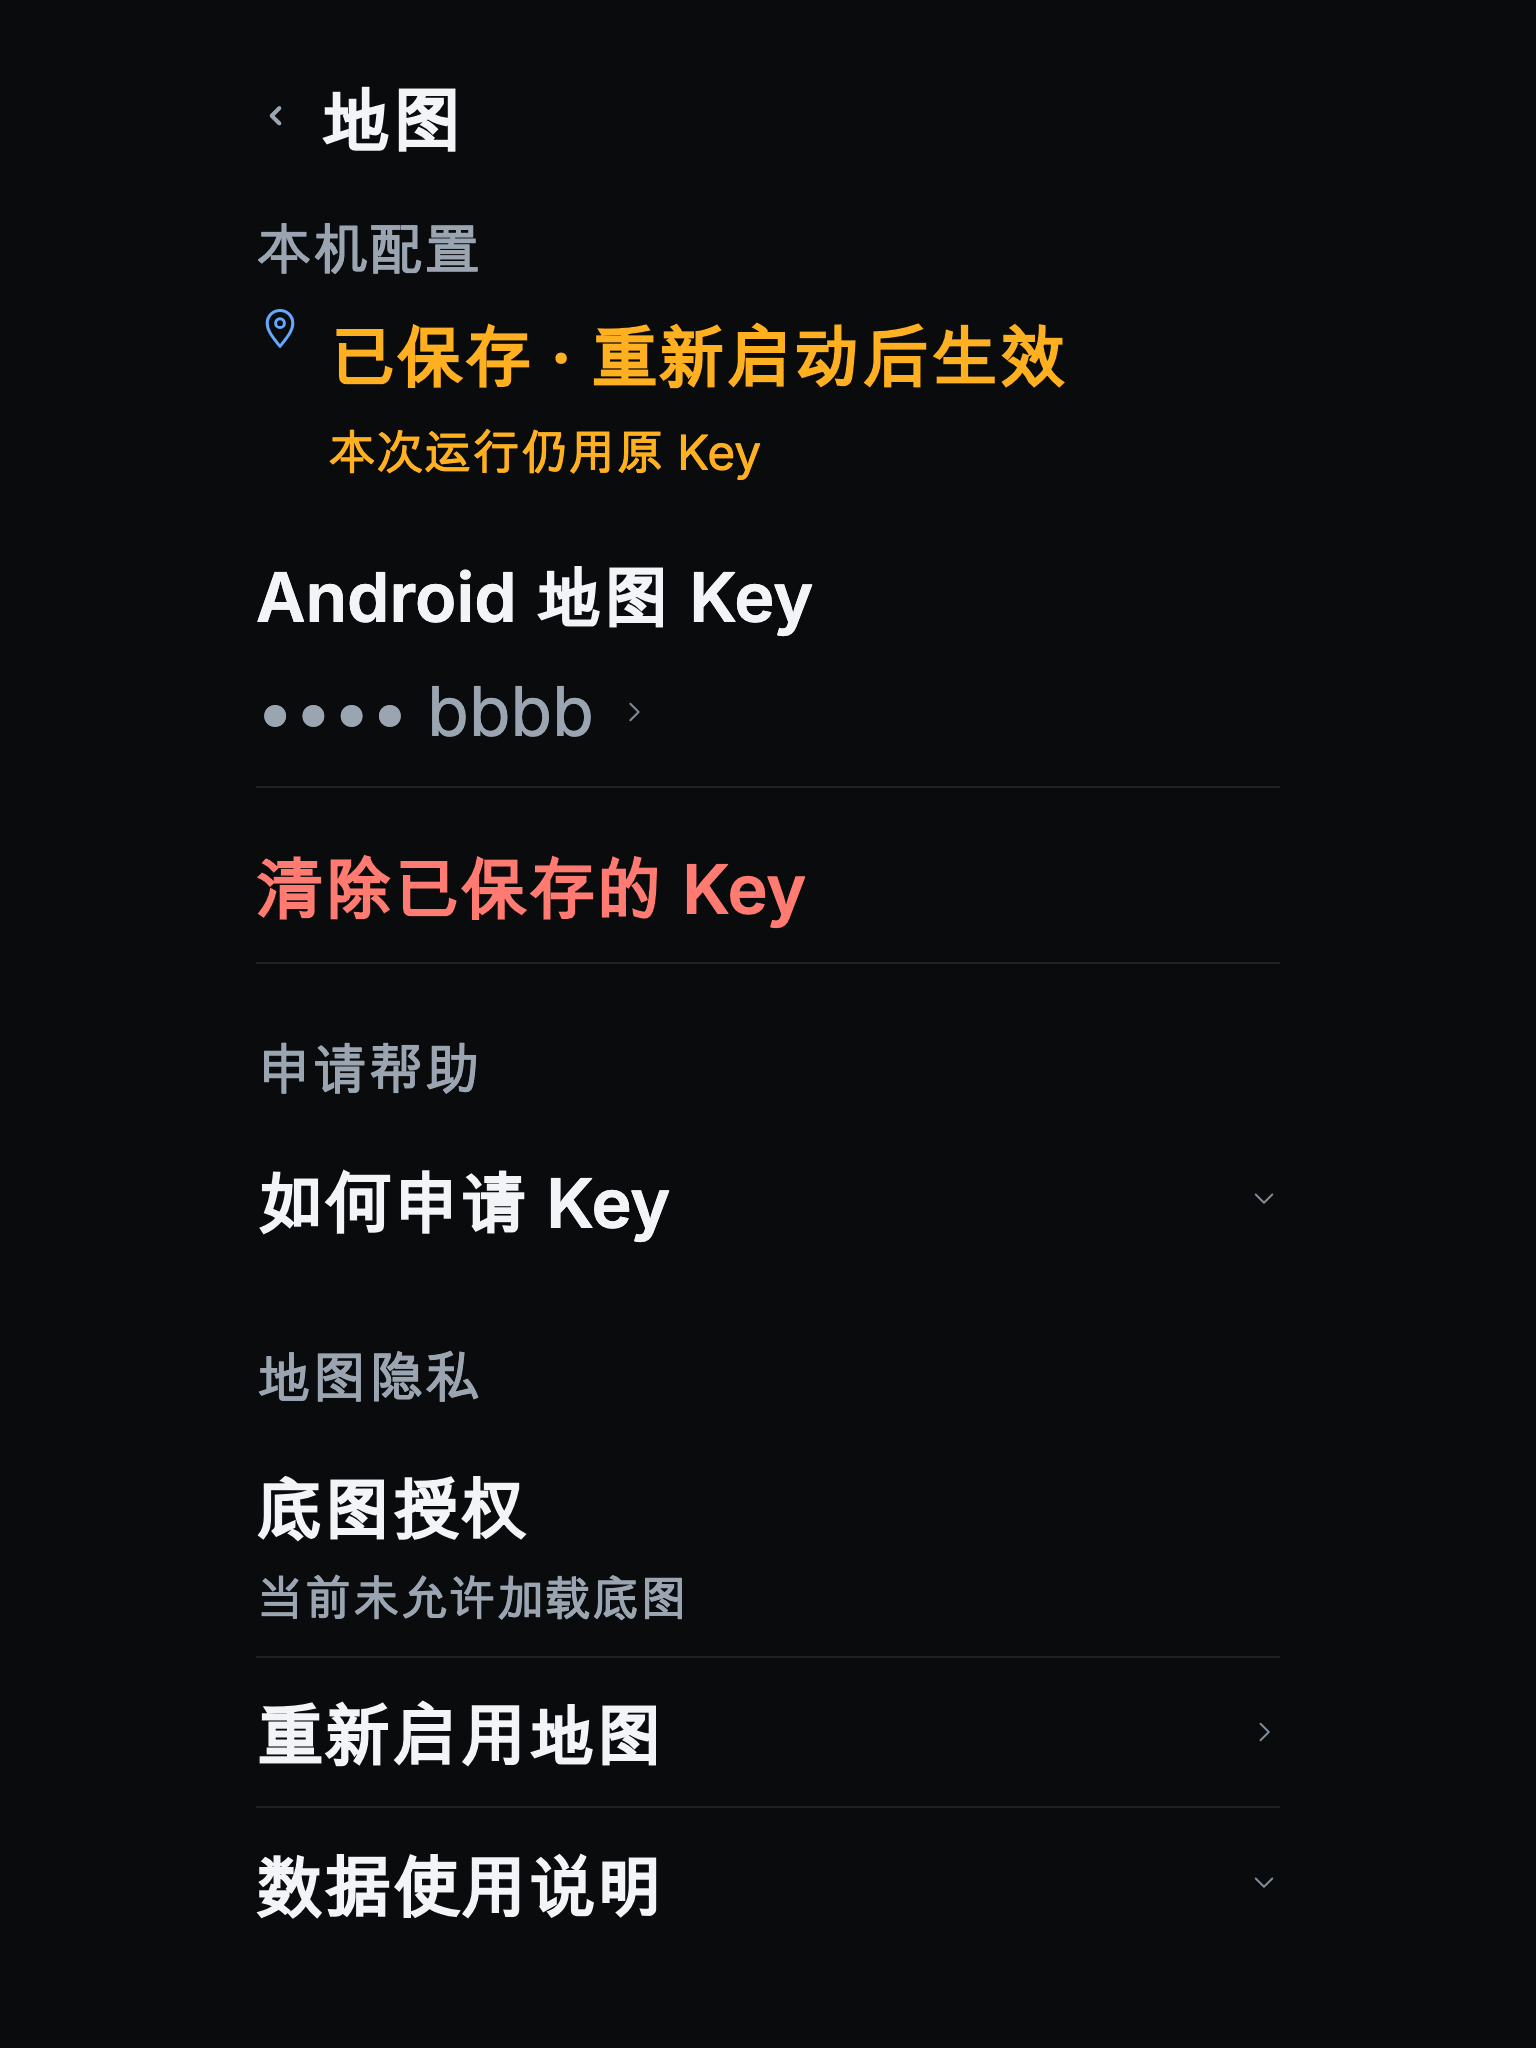 地图
本机配置
已保存 · 重新启动后生效
本次运行仍用原 Key
Android 地图 Key
•••• bbbb
清除已保存的 Key
申请帮助
如何申请 Key
地图隐私
底图授权
当前未允许加载底图
重新启用地图
数据使用说明